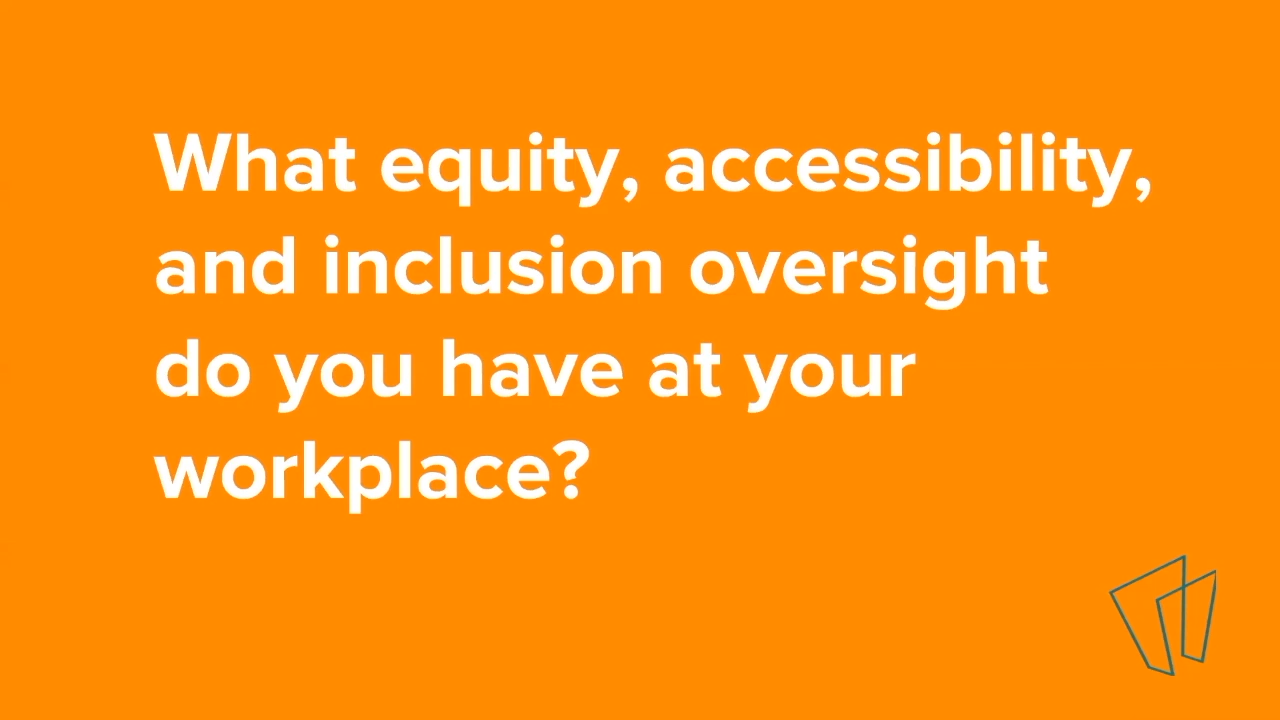 What equity, accessibility,
and inclusion oversight
do you have at your
workplace?